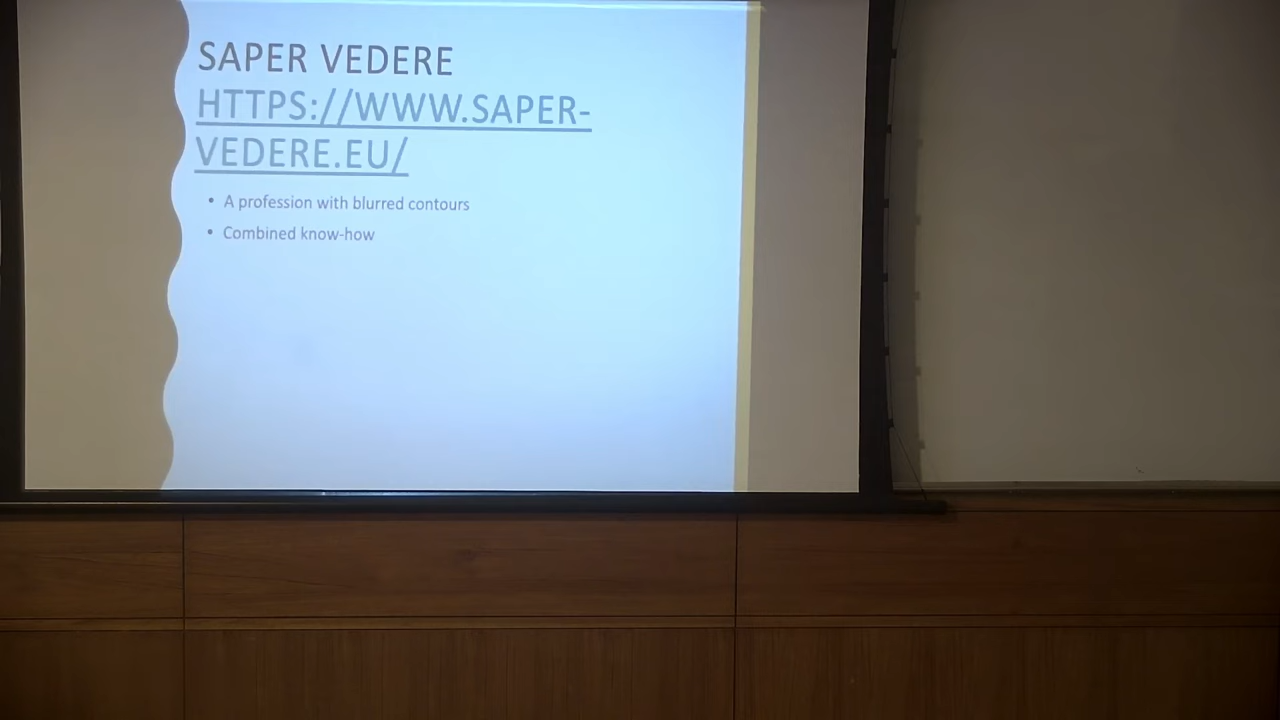 SAPER VEDERE
HTTPS://WWW.SAPER-
VEDERE.EU/
• A profession with blurred contours
• Combined know-how